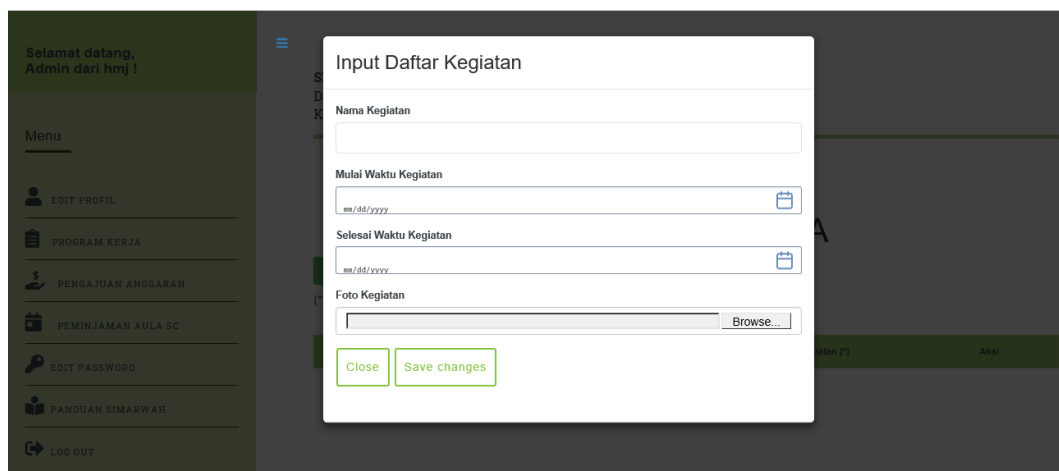 Selamat datang,
Admin dari hmj !
Menu
EDIT PROFIL
PROGRAM KERJA
PENGAJUAN ANGGARAN
PEMINJAMAN AULA SC
EDIT PASSWORD
PANDUAN SIMARWAH
LOG OUT
S
D
K
A
(*
iatan (*)
Aksi
Input Daftar Kegiatan
Nama Kegiatan
Mulai Waktu Kegiatan
mm/dd/yyyy
Selesai Waktu Kegiatan
mm/dd/yyyy
Foto Kegiatan
Browse...
Close
Save changes